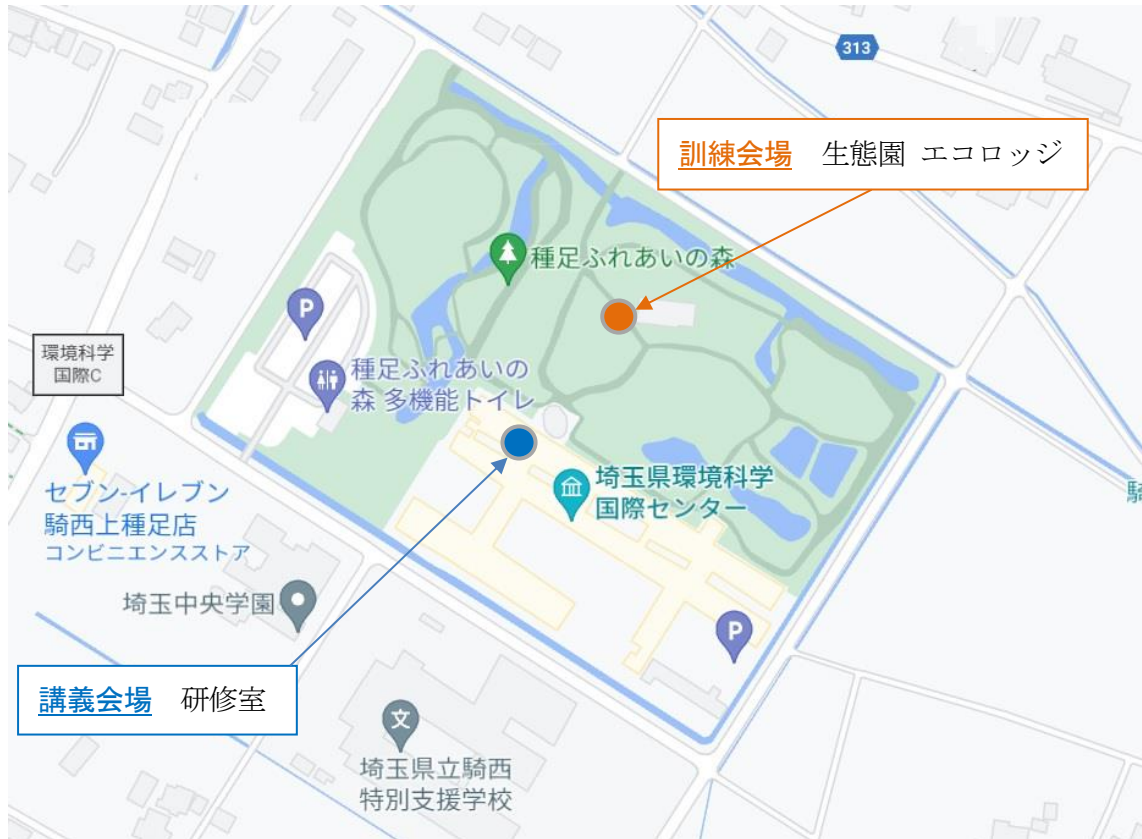 313
訓練会場 生態園 エコロッジ
種足ふれあいの森
P
環境科学
国際C
種足ふれあいの
森 多機能トイレ
埼玉県環境科学
国際センター
セブン-イレブン
騎西上種足店
コンビニエンスストア
騎
埼玉中央学園
P
講義会場 研修室
文
埼玉県立騎西
特別支援学校